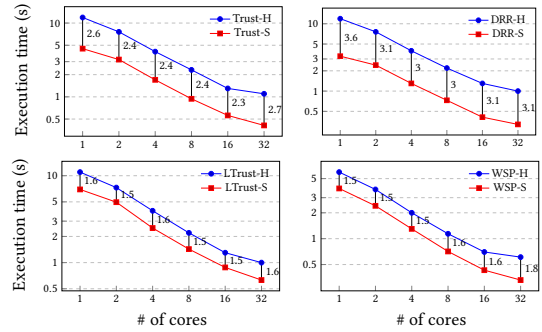 Execution time (s)
10
5
3
2
1
0.5
Trust-H
Trust-S
2.6
2.4
2.4
2.4
2.3
2.7
1 2 4 8 16 32
10
5
3
2
1
0.5
DRR-H
DRR-S
3.6
3.1
3
3
3.1
3.1
1 2 4 8 16 32
Execution time (s)
10
5
3
2
1
0.5
LTrust-H
LTrust-S
1.6
1.5
1.6
1.5
1.5
1.6
1 2 4 8 16 32
# of cores
5
3
2
1
0.5
WSP-H
WSP-S
1.5
1.5
1.5
1.6
1.6
1.8
1 2 4 8 16 32
# of cores